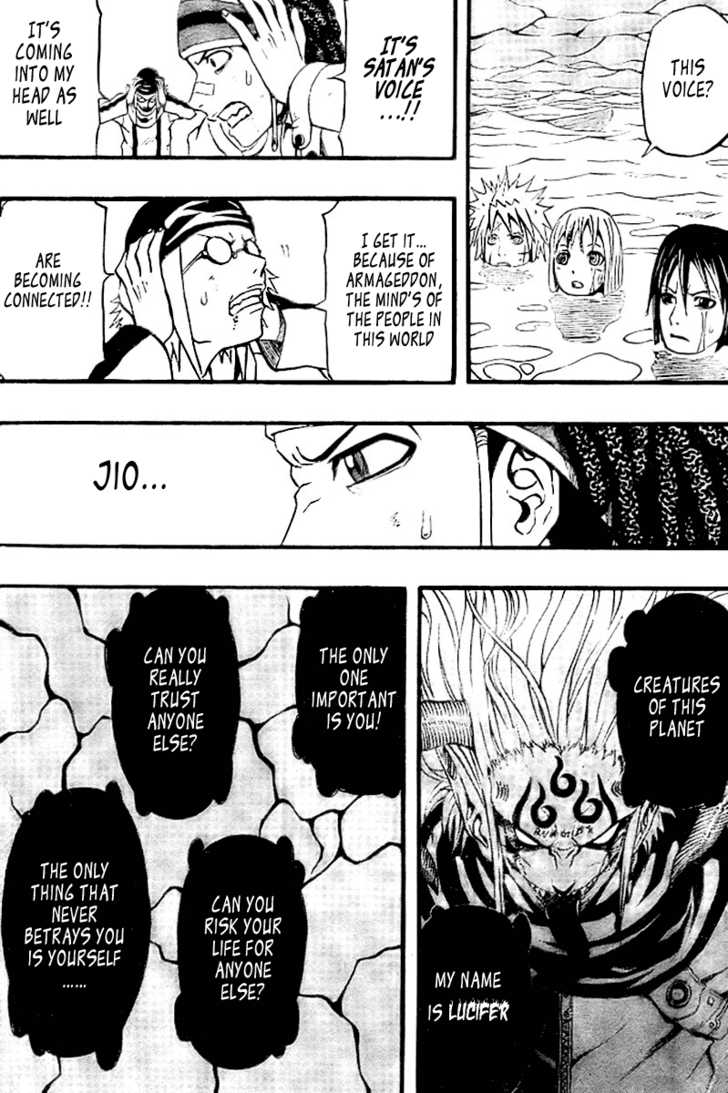 THIS
VOICE?
IT'S
SATAN'S
VOICE
...!!
IT'S
COMING
INTO MY
HEAD AS
WELL
I GET IT...
BECAUSE OF
ARMAGEDDON,
THE MIND'S OF
THE PEOPLE IN
THIS WORLD
ARE
BECOMING
CONNECTED!!
JIO...
CREATURES
OF THIS
PLANET
MY NAME
IS LUCIFER
THE ONLY
ONE
IMPORTANT
IS YOU!
CAN YOU
REALLY
TRUST
ANYONE
ELSE?
CAN YOU
RISK YOUR
LIFE FOR
ANYONE
ELSE?
THE ONLY
THING THAT
NEVER
BETRAYS YOU
IS YOURSELF
......